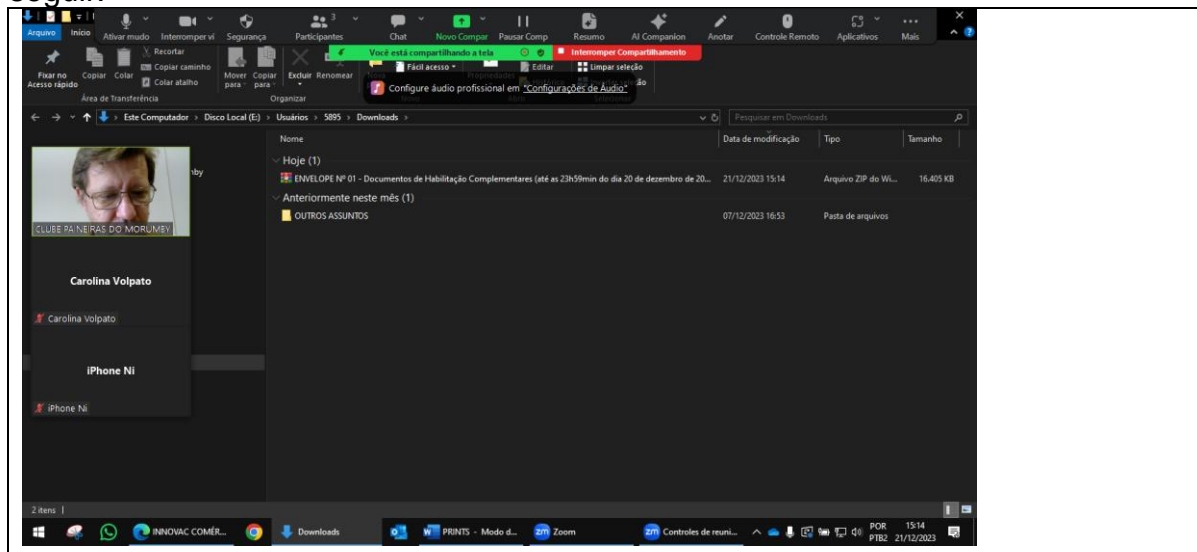 Ativar mudo Interromper ví Segurança Participantes 3 Chat Novo Compar Pausar Comp Resumo AI Companion Anotar Controle Remoto Aplicativos Mais
Arquivo Início
Você está compartilhando a tela Interromper Compartilhamento
Recortar
Copiar caminho
Colar atalho
Fixar no
Acesso rápido
Copiar Colar
Mover
para
Copiar
para
Excluir Renomear
Fácil acesso
Editar
Limpar seleção
Configure áudio profissional em "Configurações de Áudio"
Área de Transferência Organizar
Este Computador > Disco Local (E:) > Usuários > 5895 > Downloads >
Pesquisar em Downloads
Nome Data de modificação Tipo Tamanho
Hoje (1)
ENVELOPE Nº 01 - Documentos de Habilitação Complementares (até as 23h59min do dia 20 de dezembro de 20... 21/12/2023 15:14 Arquivo ZIP do Wi... 16.405 KB
Anteriormente neste mês (1)
OUTROS ASSUNTOS 07/12/2023 16:53 Pasta de arquivos
CLUBE PAINEIRAS DO MORUMBY
Carolina Volpato
Carolina Volpato
iPhone Ni
iPhone Ni
2 itens
INNOVAC COMÉR... Downloads PRINTS - Modo d... Zoom Controles de reuni...
POR
PTB2
15:14
21/12/2023